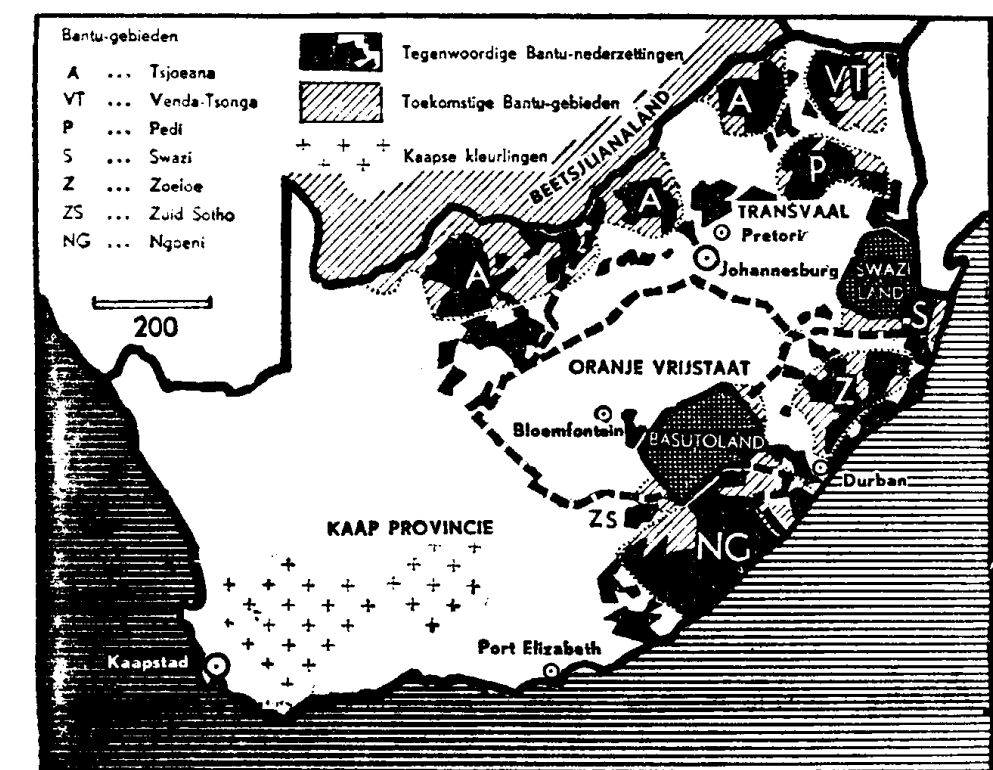 Bantu-gebieden
A ... Tsjoeana
VT ... Venda-Tsonga
P ... Pedi
S ... Swazi
Z ... Zoeloe
ZS ... Zuid Sotho
NG ... Ngoeni
200
Tegenwoordige Bantu-nederzettingen
Toekomstige Bantu-gebieden
Kaapse kleurlingen
BEETSJUANALAND
A
VT
P
A
TRANSVAAL
Pretori
Johannesburg
A
SWAZI
LAND
S
ORANJE VRIJSTAAT
Z
Bloemfontein
BASUTOLAND
Durban
ZS
KAAP PROVINCIE
NG
Port Elizabeth
Kaapstad